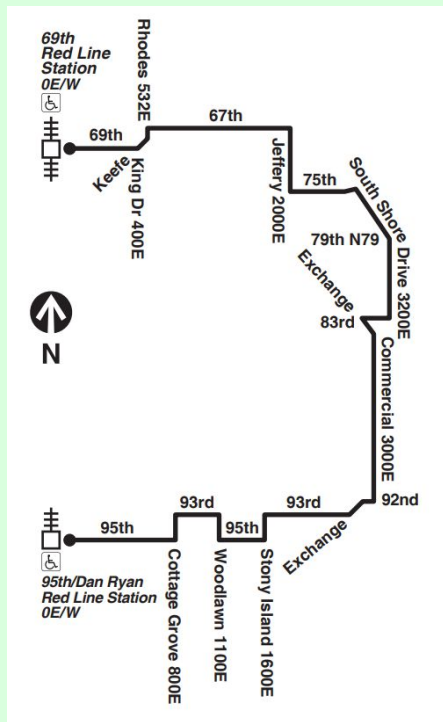 69th
Red Line
Station
0E/W
69th
Keefe
King Dr 400E
Rhodes 532E
67th
Jeffery 2000E
75th
South Shore Drive 3200E
79th N79
Exchange
83rd
Commercial 3000E
N
92nd
Exchange
93rd
Stony Island 1600E
95th
Woodlawn 1100E
93rd
Cottage Grove 800E
95th
95th/Dan Ryan
Red Line Station
0E/W